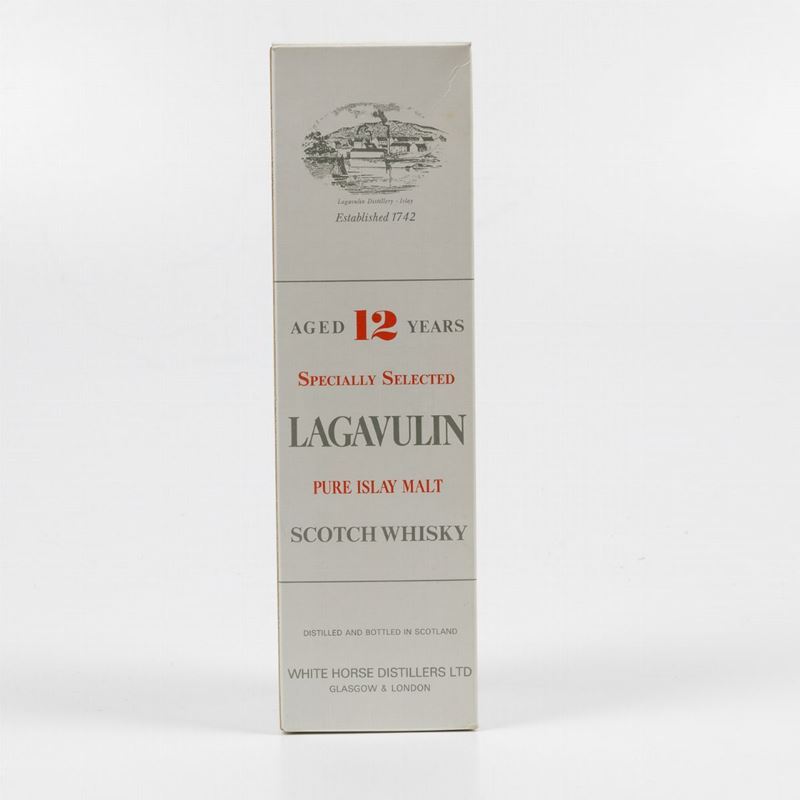 Lagavulin Distillery - Islay
Established 1742
AGED 12 YEARS
SPECIALLY SELECTED
LAGAVULIN
PURE ISLAY MALT
SCOTCH WHISKY
DISTILLED AND BOTTLED IN SCOTLAND
WHITE HORSE DISTILLERS LTD
GLASGOW & LONDON